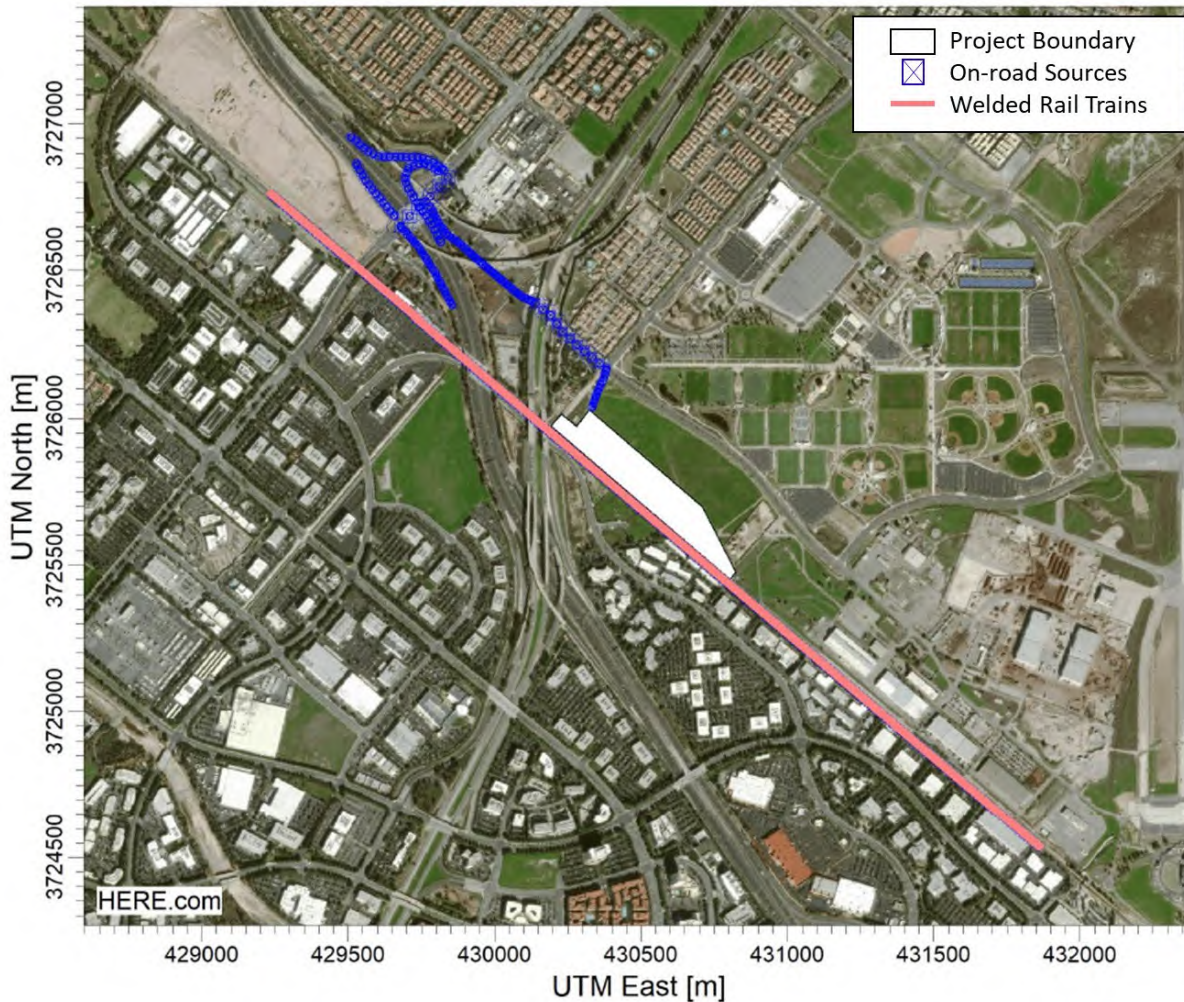 Project Boundary
On-road Sources
Welded Rail Trains
3727000
3726500
3726000
3725500
3725000
3724500
UTM North [m]
HERE.com
429000 429500 430000 430500 431000 431500 432000
UTM East [m]